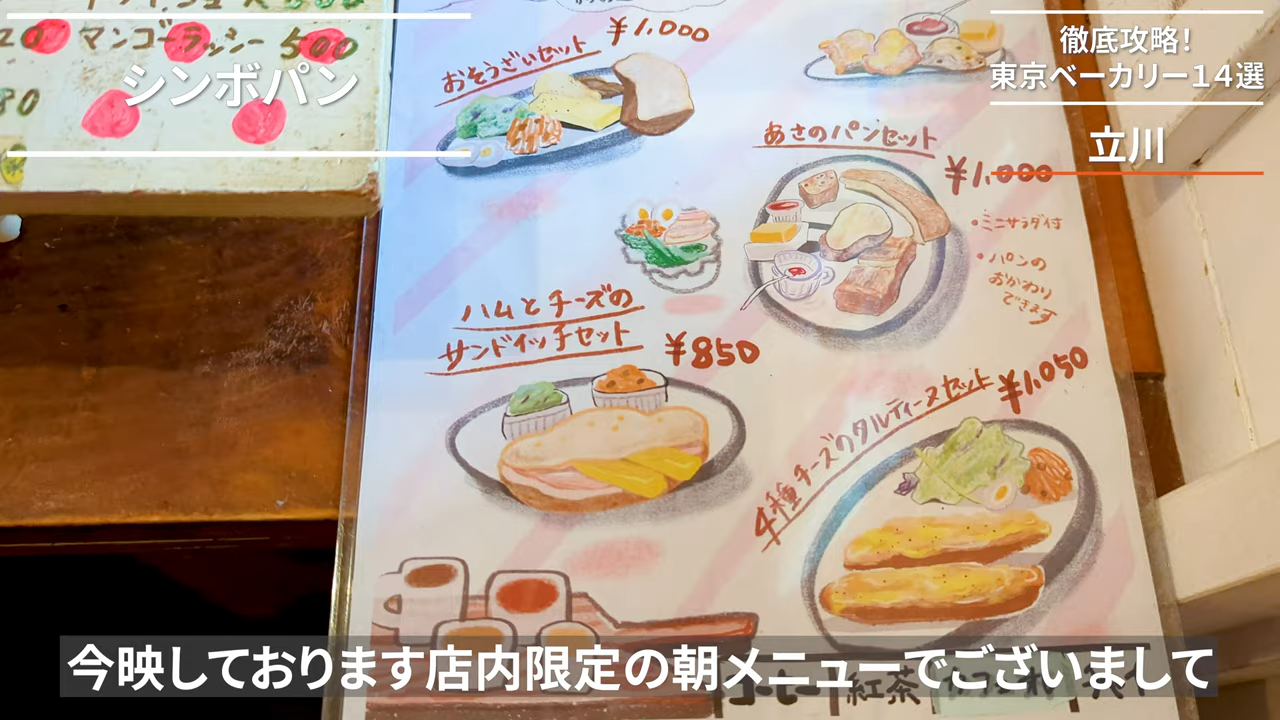 マンゴーラッシー 500
シンボパン
徹底攻略!
東京ベーカリー14選
立川
おそうざいセット ¥1,000
あさのパンセット
¥1,000
・ミニサラダ付
・パンの
おかわり
できます
ハムとチーズの
サンドイッチセット ¥850
4種チーズのタルティーヌセット ¥1,050
今映しております店内限定の朝メニューでございまして
コーヒー 紅茶